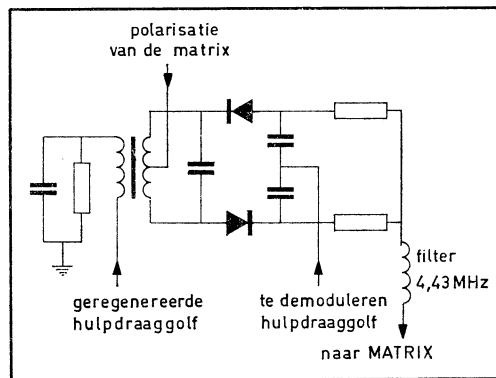 polarisatie
van de matrix
geregenereerde
hulpdraaggolf
te demoduleren
hulpdraaggolf
filter
4,43MHz
naar MATRIX